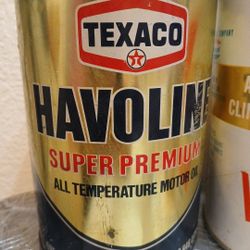 TEXACO
T
HAVOLINE
SUPER PREMIUM
ALL TEMPERATURE MOTOR OIL